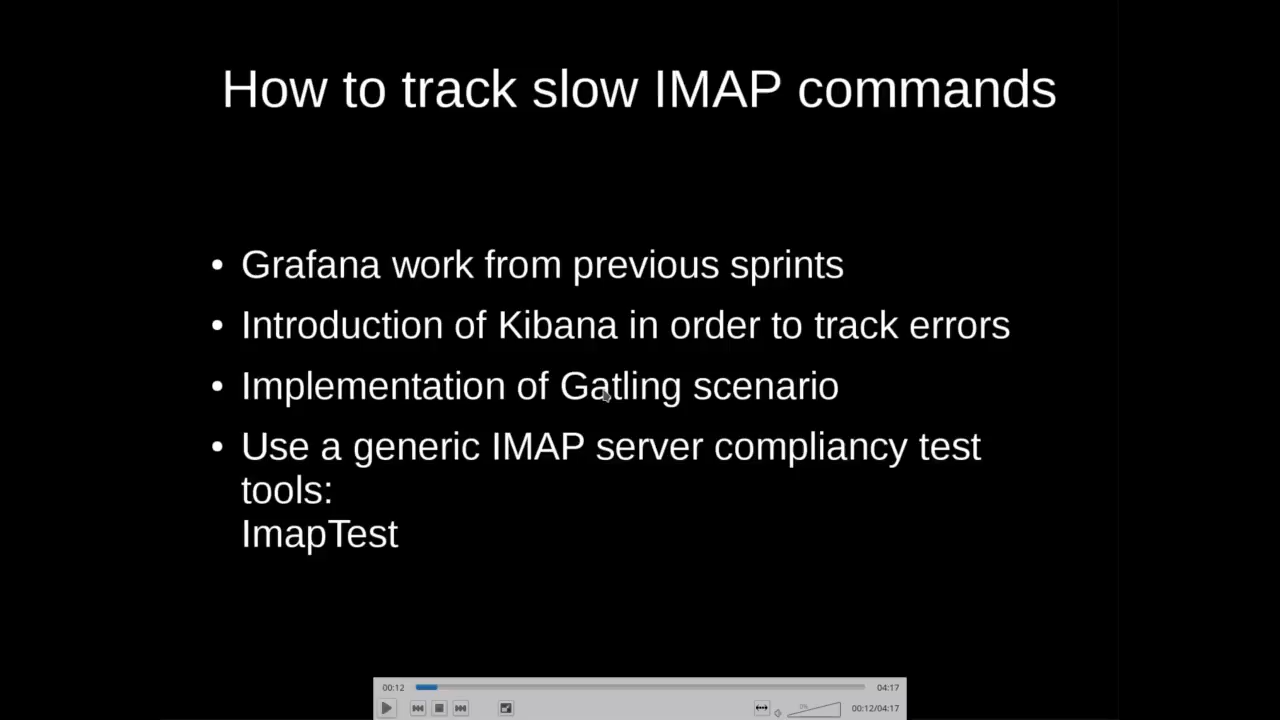 How to track slow IMAP commands
• Grafana work from previous sprints
• Introduction of Kibana in order to track errors
• Implementation of Gatling scenario
• Use a generic IMAP server compliancy test
tools:
ImapTest
00:12 04:17
0% 00:12/04:17